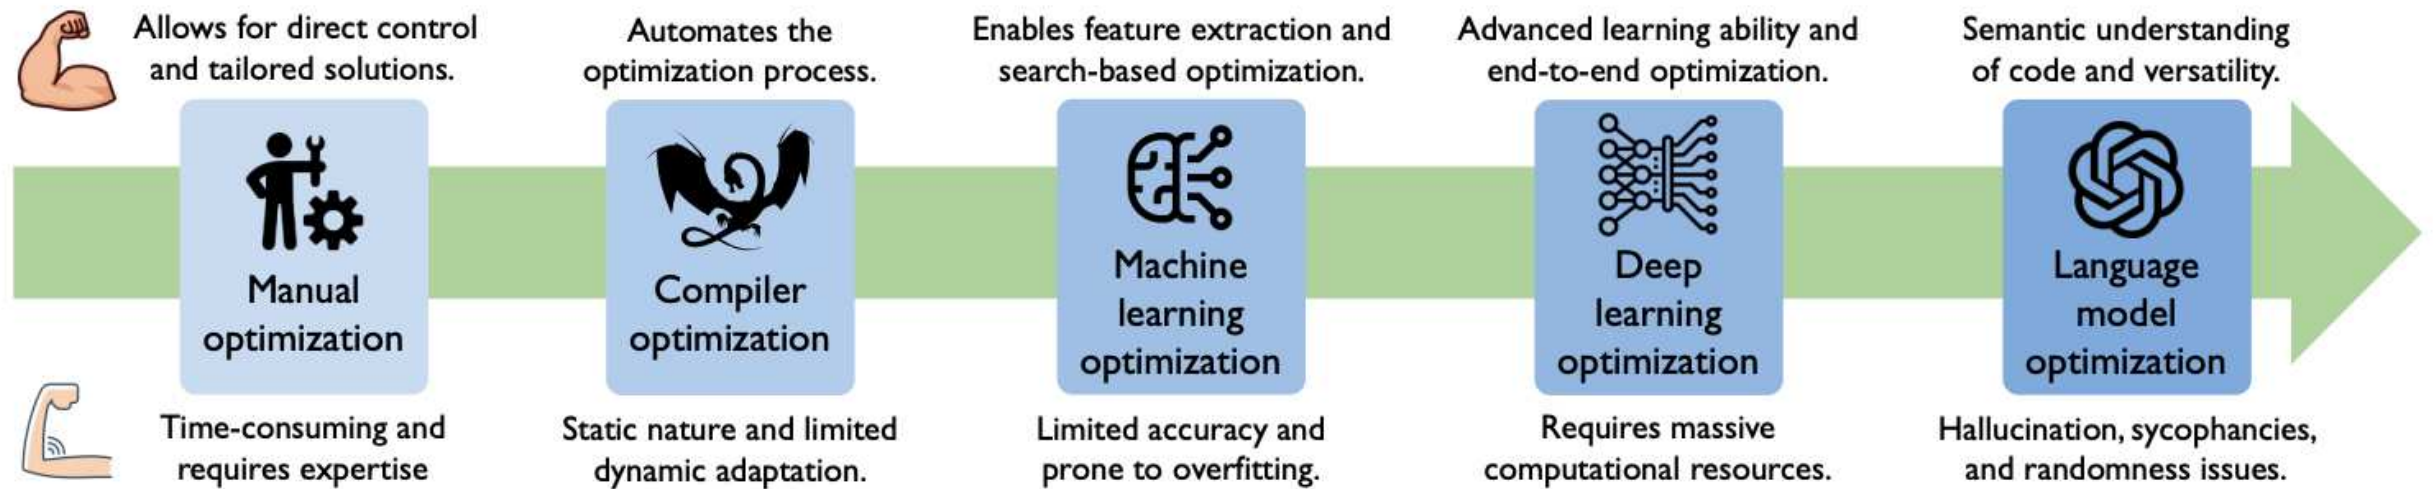 Allows for direct control
and tailored solutions.
Automates the
optimization process.
Enables feature extraction and
search-based optimization.
Advanced learning ability and
end-to-end optimization.
Semantic understanding
of code and versatility.
Manual
optimization
Compiler
optimization
Machine
learning
optimization
Deep
learning
optimization
Language
model
optimization
Time-consuming and
requires expertise
Static nature and limited
dynamic adaptation.
Limited accuracy and
prone to overfitting.
Requires massive
computational resources.
Hallucination, sycophancies,
and randomness issues.